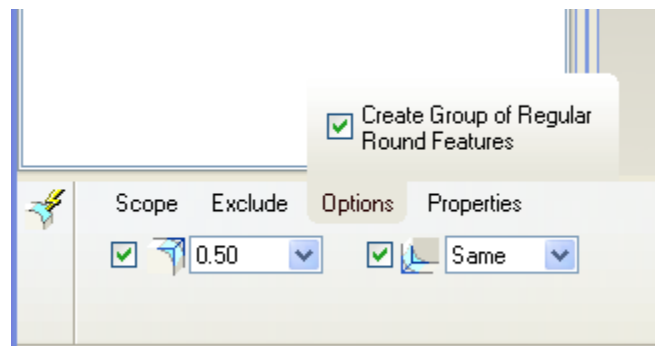 Create Group of Regular
Round Features
Scope Exclude Options Properties
0.50 Same